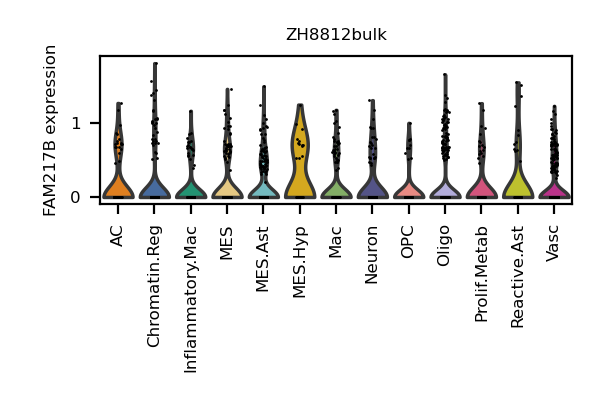 ZH8812bulk
FAM217B expression
1
0
AC
Chromatin.Reg
Inflammatory.Mac
MES
MES.Ast
MES.Hyp
Mac
Neuron
OPC
Oligo
Prolif.Metab
Reactive.Ast
Vasc